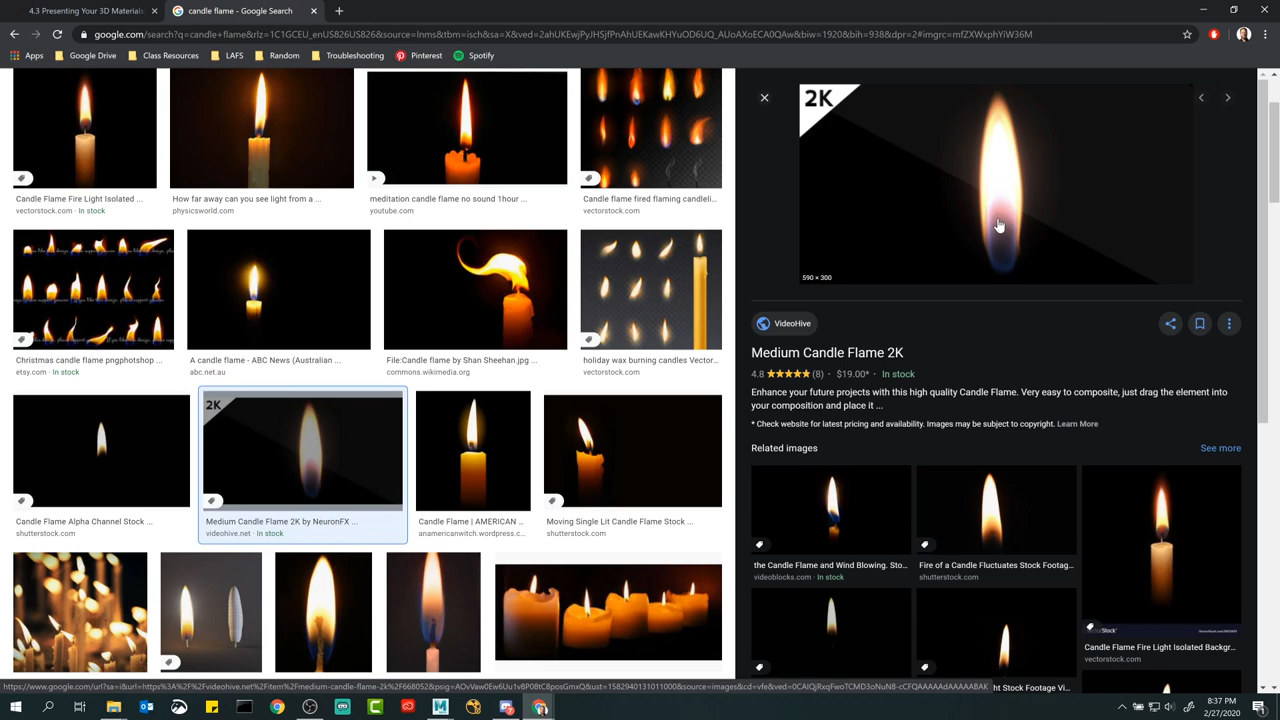 4.3 Presenting Your 3D Materials
candle flame - Google Search
google.com/search?q=candle+flame&rlz=1C1GCEU_enUS826US826&source=lnms&tbm=isch&sa=X&ved=2ahUKEwjPyJHSjfPnAhUEKawKHYuOD6UQ_AUoAXoECA0QAw&biw=1920&bih=938&dpr=2#imgrc=mfZXWxphYiW36M
Apps
Google Drive
Class Resources
LAFS
Random
Troubleshooting
Pinterest
Spotify
Candle Flame Fire Light Isolated ...
vectorstock.com · In stock
How far away can you see light from a ...
physicsworld.com
meditation candle flame no sound 1hour ...
youtube.com
Candle flame fired flaming candleli...
vectorstock.com
Christmas candle flame pngphotshop ...
etsy.com · In stock
A candle flame - ABC News (Australian ...
abc.net.au
File:Candle flame by Shan Sheehan.jpg ...
commons.wikimedia.org
holiday wax burning candles Vector...
vectorstock.com
Candle Flame Alpha Channel Stock ...
shutterstock.com
2K
Medium Candle Flame 2K by NeuronFX ...
videohive.net · In stock
Candle Flame | AMERICAN ...
anamericanwitch.wordpress.c...
Moving Single Lit Candle Flame Stock ...
shutterstock.com
2K
590 × 300
VideoHive
Medium Candle Flame 2K
4.8 ★★★★★ (8) · $19.00* · In stock
Enhance your future projects with this high quality Candle Flame. Very easy to composite, just drag the element into
your composition and place it ...
* Check website for latest pricing and availability. Images may be subject to copyright. Learn More
Related images
See more
the Candle Flame and Wind Blowing. Sto...
videoblocks.com · In stock
Fire of a Candle Fluctuates Stock Footag...
shutterstock.com
VectorStock
Candle Flame Fire Light Isolated Backgr...
vectorstock.com
ht Stock Footage Vi...
8:37 PM
2/27/2020